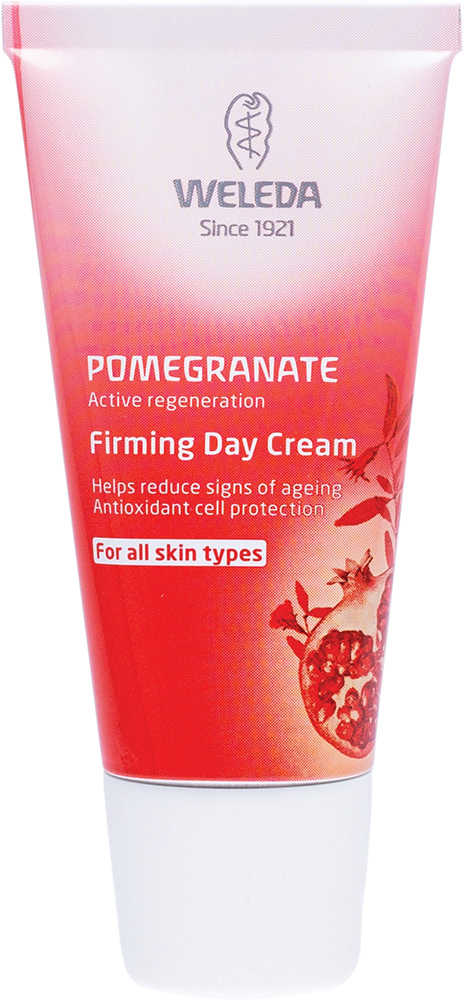 WELEDA
Since 1921
POMEGRANATE
Active regeneration
Firming Day Cream
Helps reduce signs of ageing
Antioxidant cell protection
For all skin types